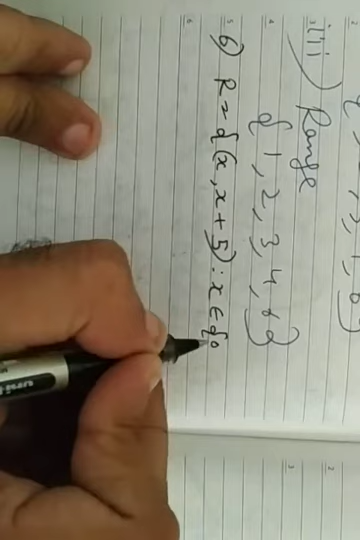 iii) Range
{1, 2, 3, 4, 6}
6) R = {(x, x + 5) : x ∈ {0